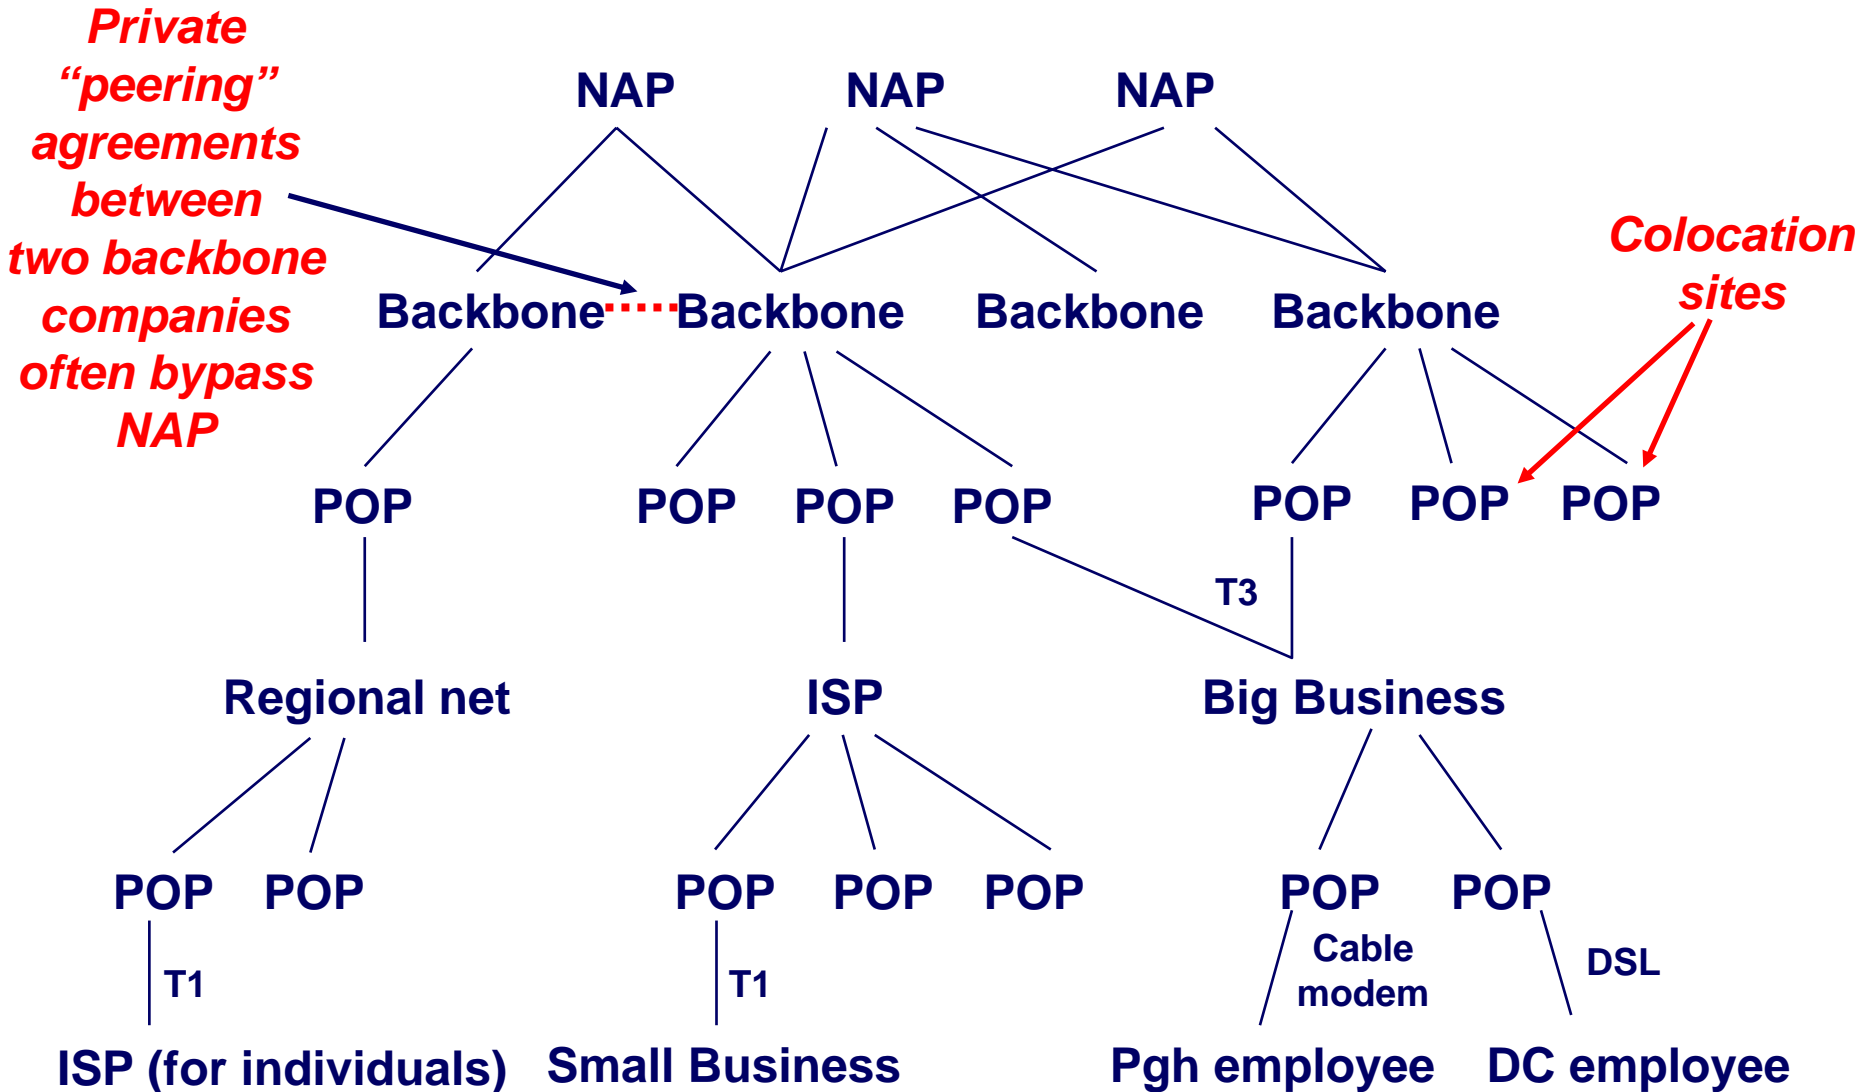 Private
“peering”
agreements
between
two backbone
companies
often bypass
NAP
NAP NAP NAP
Colocation
sites
Backbone Backbone Backbone Backbone
POP POP POP POP POP POP POP
T3
Regional net ISP Big Business
POP POP POP POP POP POP POP
T1 T1 Cable
modem
DSL
ISP (for individuals) Small Business Pgh employee DC employee